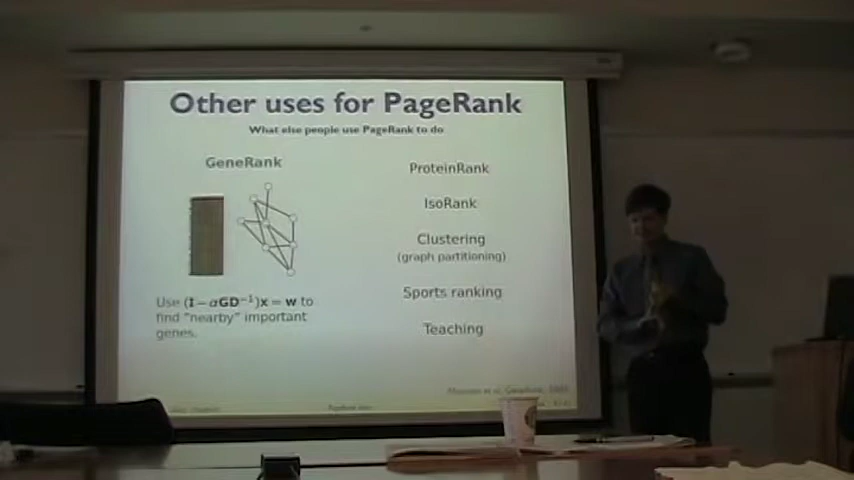 Other uses for PageRank
What else people use PageRank to do
GeneRank
Use (I − αGD⁻¹)x = w to
find "nearby" important
genes.
ProteinRank
IsoRank
Clustering
(graph partitioning)
Sports ranking
Teaching